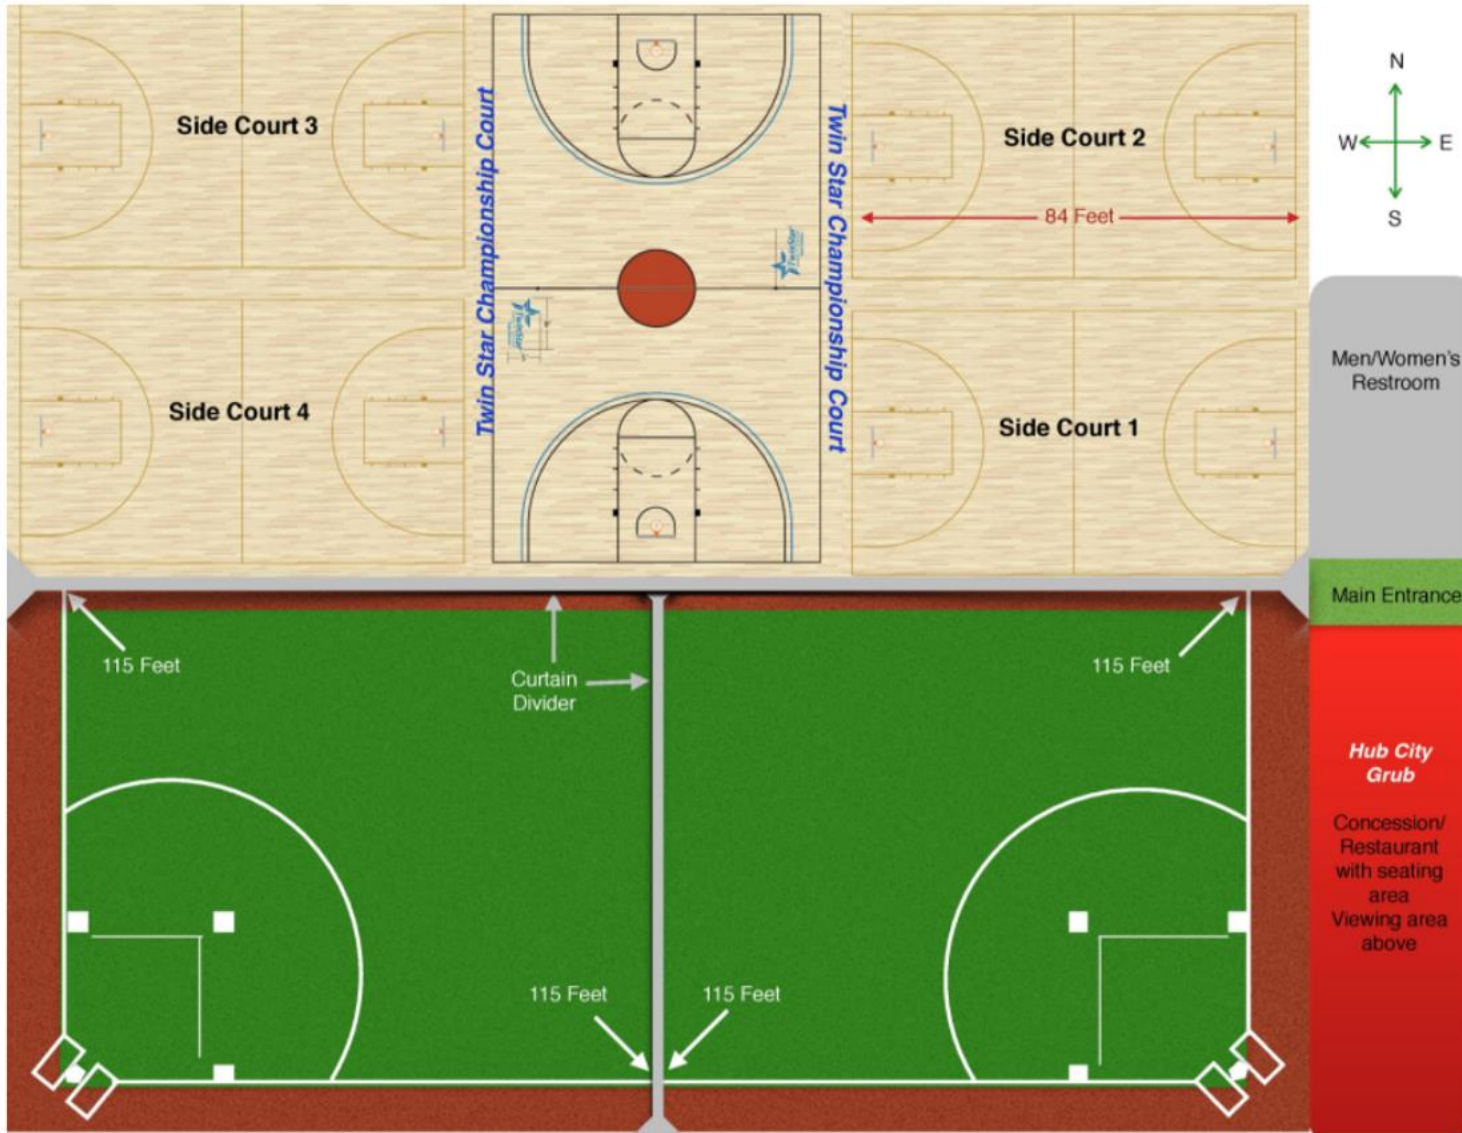 Side Court 3
Twin Star Championship Court
Twin Star Championship Court
Side Court 2
84 Feet
N
W
E
S
TwinStar
TwinStar
Side Court 4
Side Court 1
Men/Women's
Restroom
Main Entrance
115 Feet
Curtain
Divider
115 Feet
Hub City
Grub
Concession/
Restaurant
with seating
area
Viewing area
above
115 Feet
115 Feet